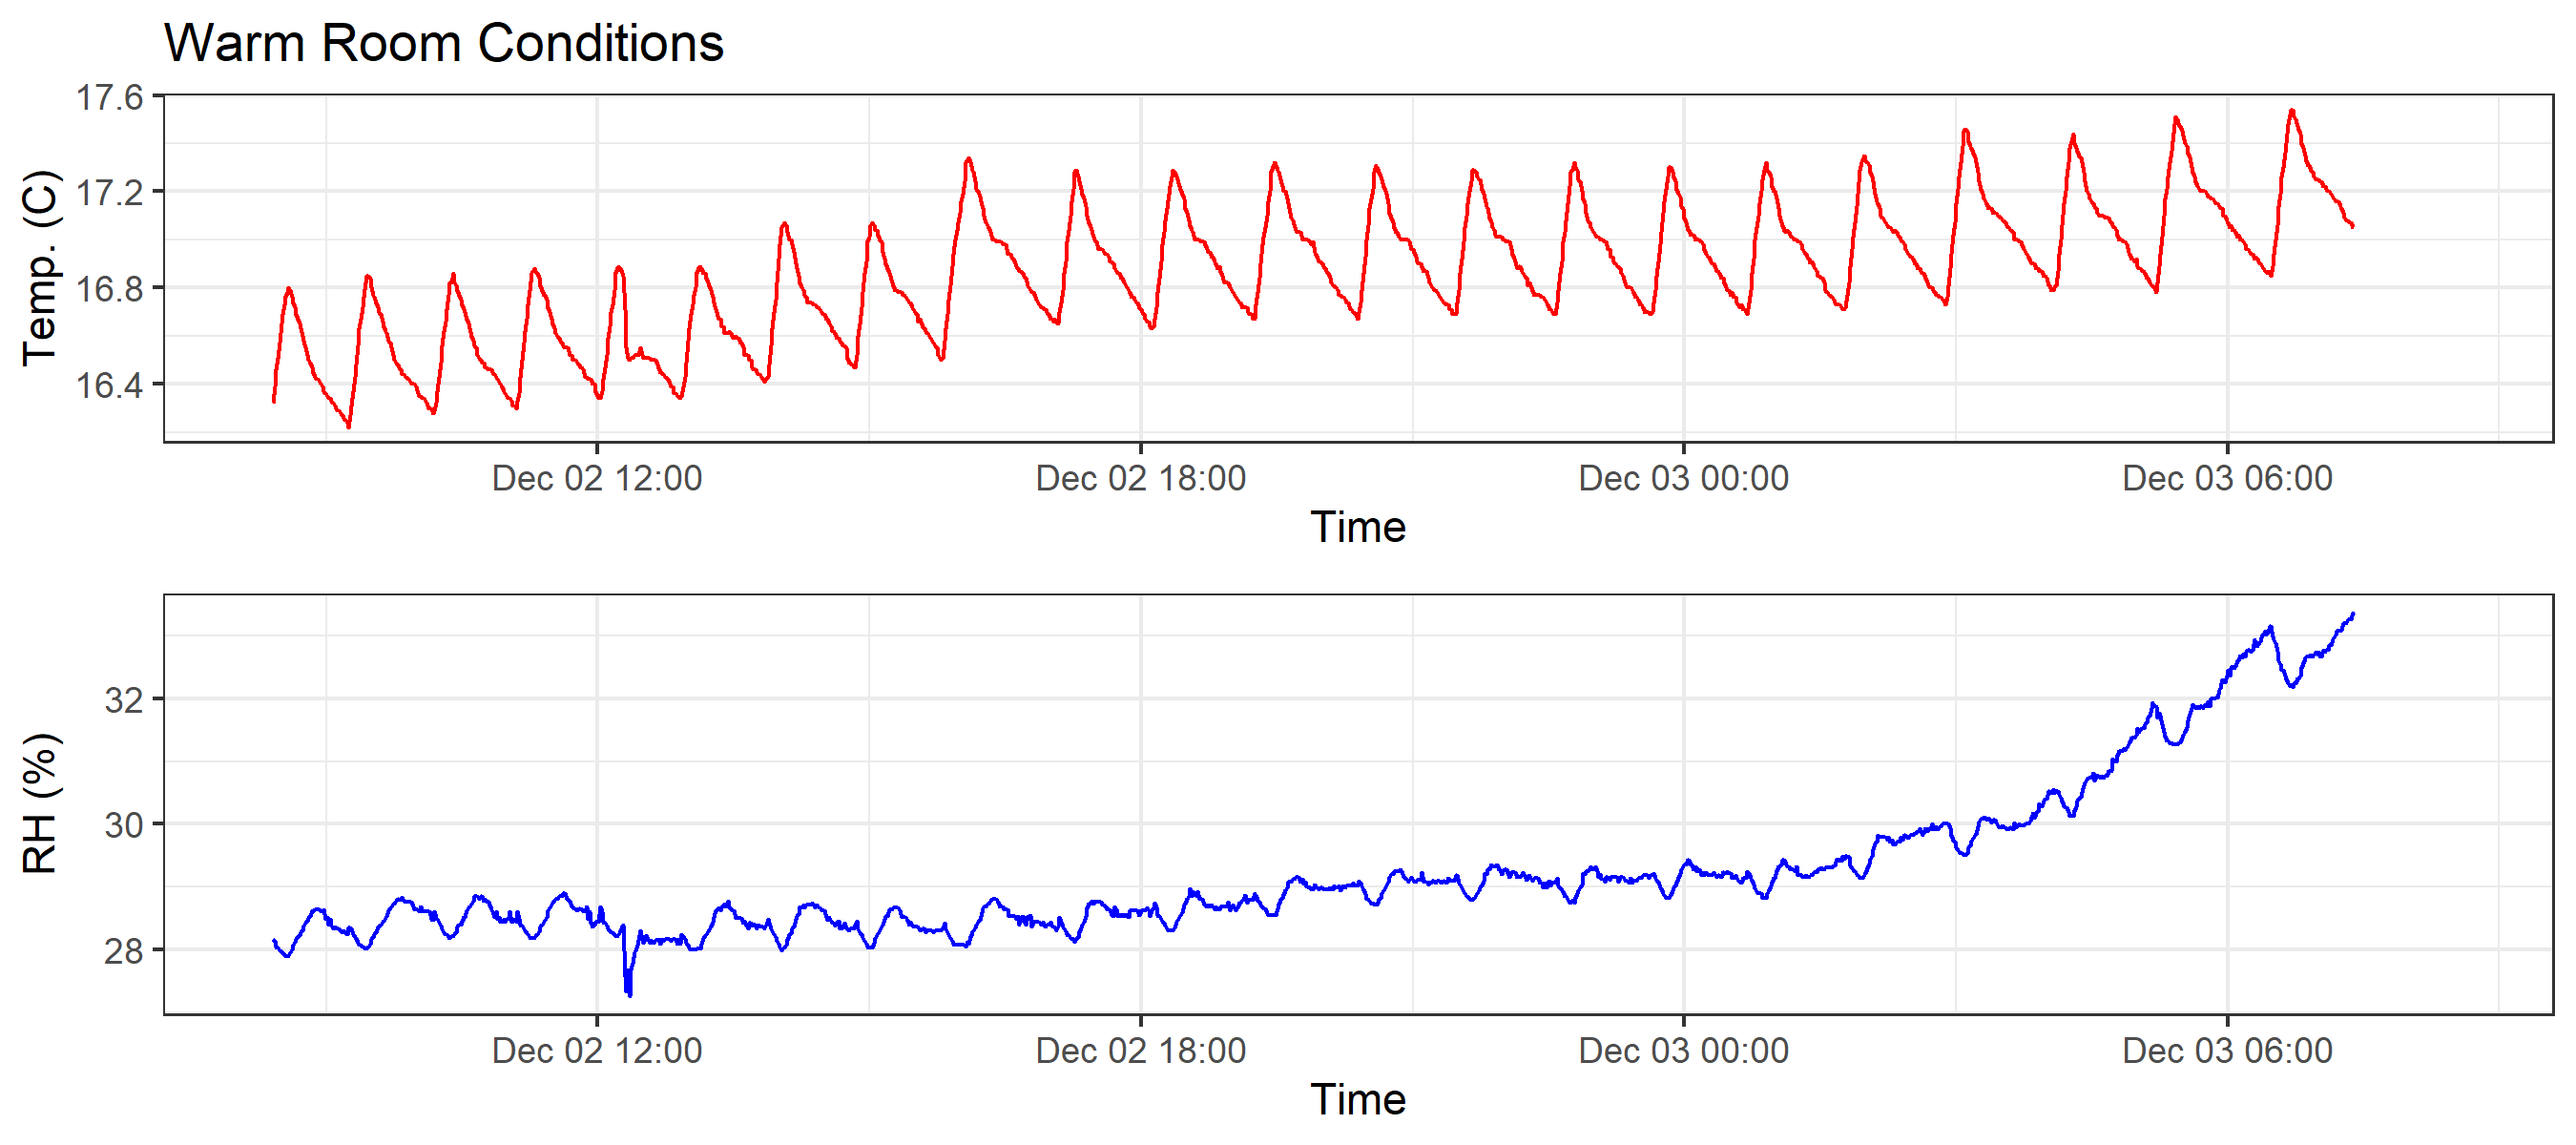 Warm Room Conditions
17.6
17.2
16.8
16.4
Temp. (C)
Dec 02 12:00 Dec 02 18:00 Dec 03 00:00 Dec 03 06:00
Time
32
30
28
RH (%)
Dec 02 12:00 Dec 02 18:00 Dec 03 00:00 Dec 03 06:00
Time